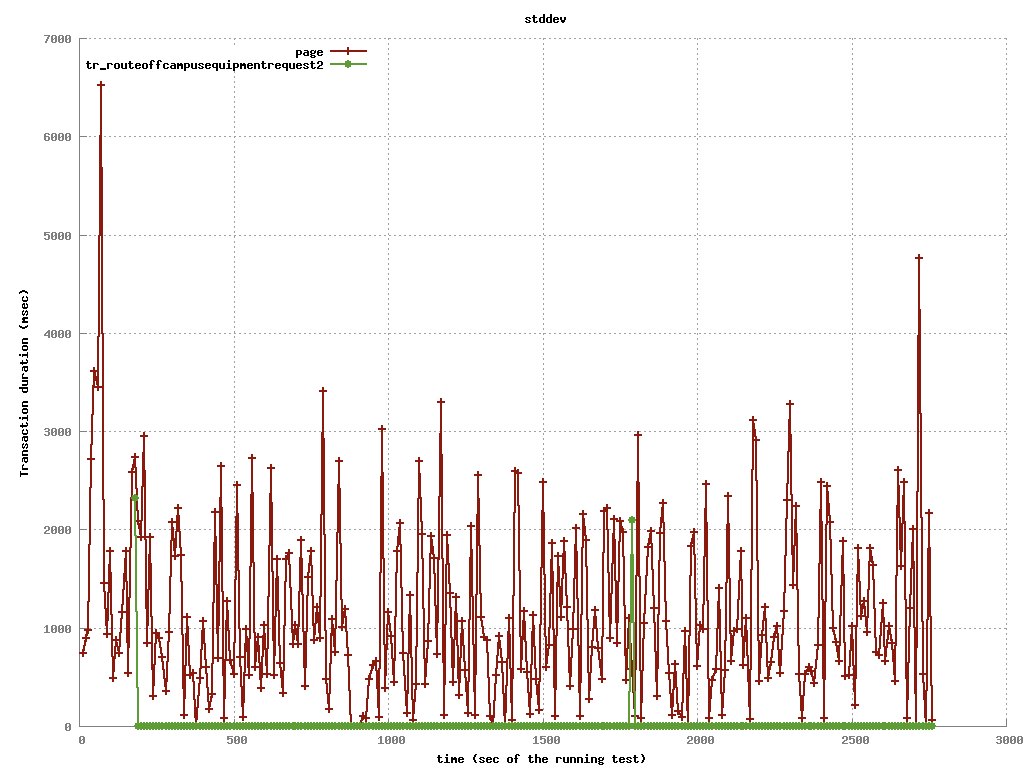 stddev
page
tr_routeoffcampusequipmentrequest2
Transaction duration (msec)
7000
6000
5000
4000
3000
2000
1000
0
0 500 1000 1500 2000 2500 3000
time (sec of the running test)